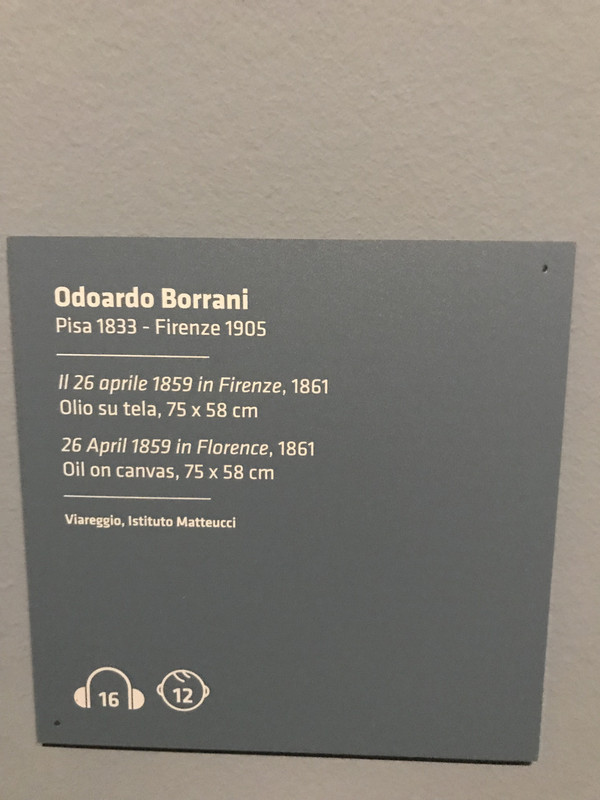 Odoardo Borrani
Pisa 1833 - Firenze 1905
Il 26 aprile 1859 in Firenze, 1861
Olio su tela, 75 x 58 cm
26 April 1859 in Florence, 1861
Oil on canvas, 75 x 58 cm
Viareggio, Istituto Matteucci
16 12